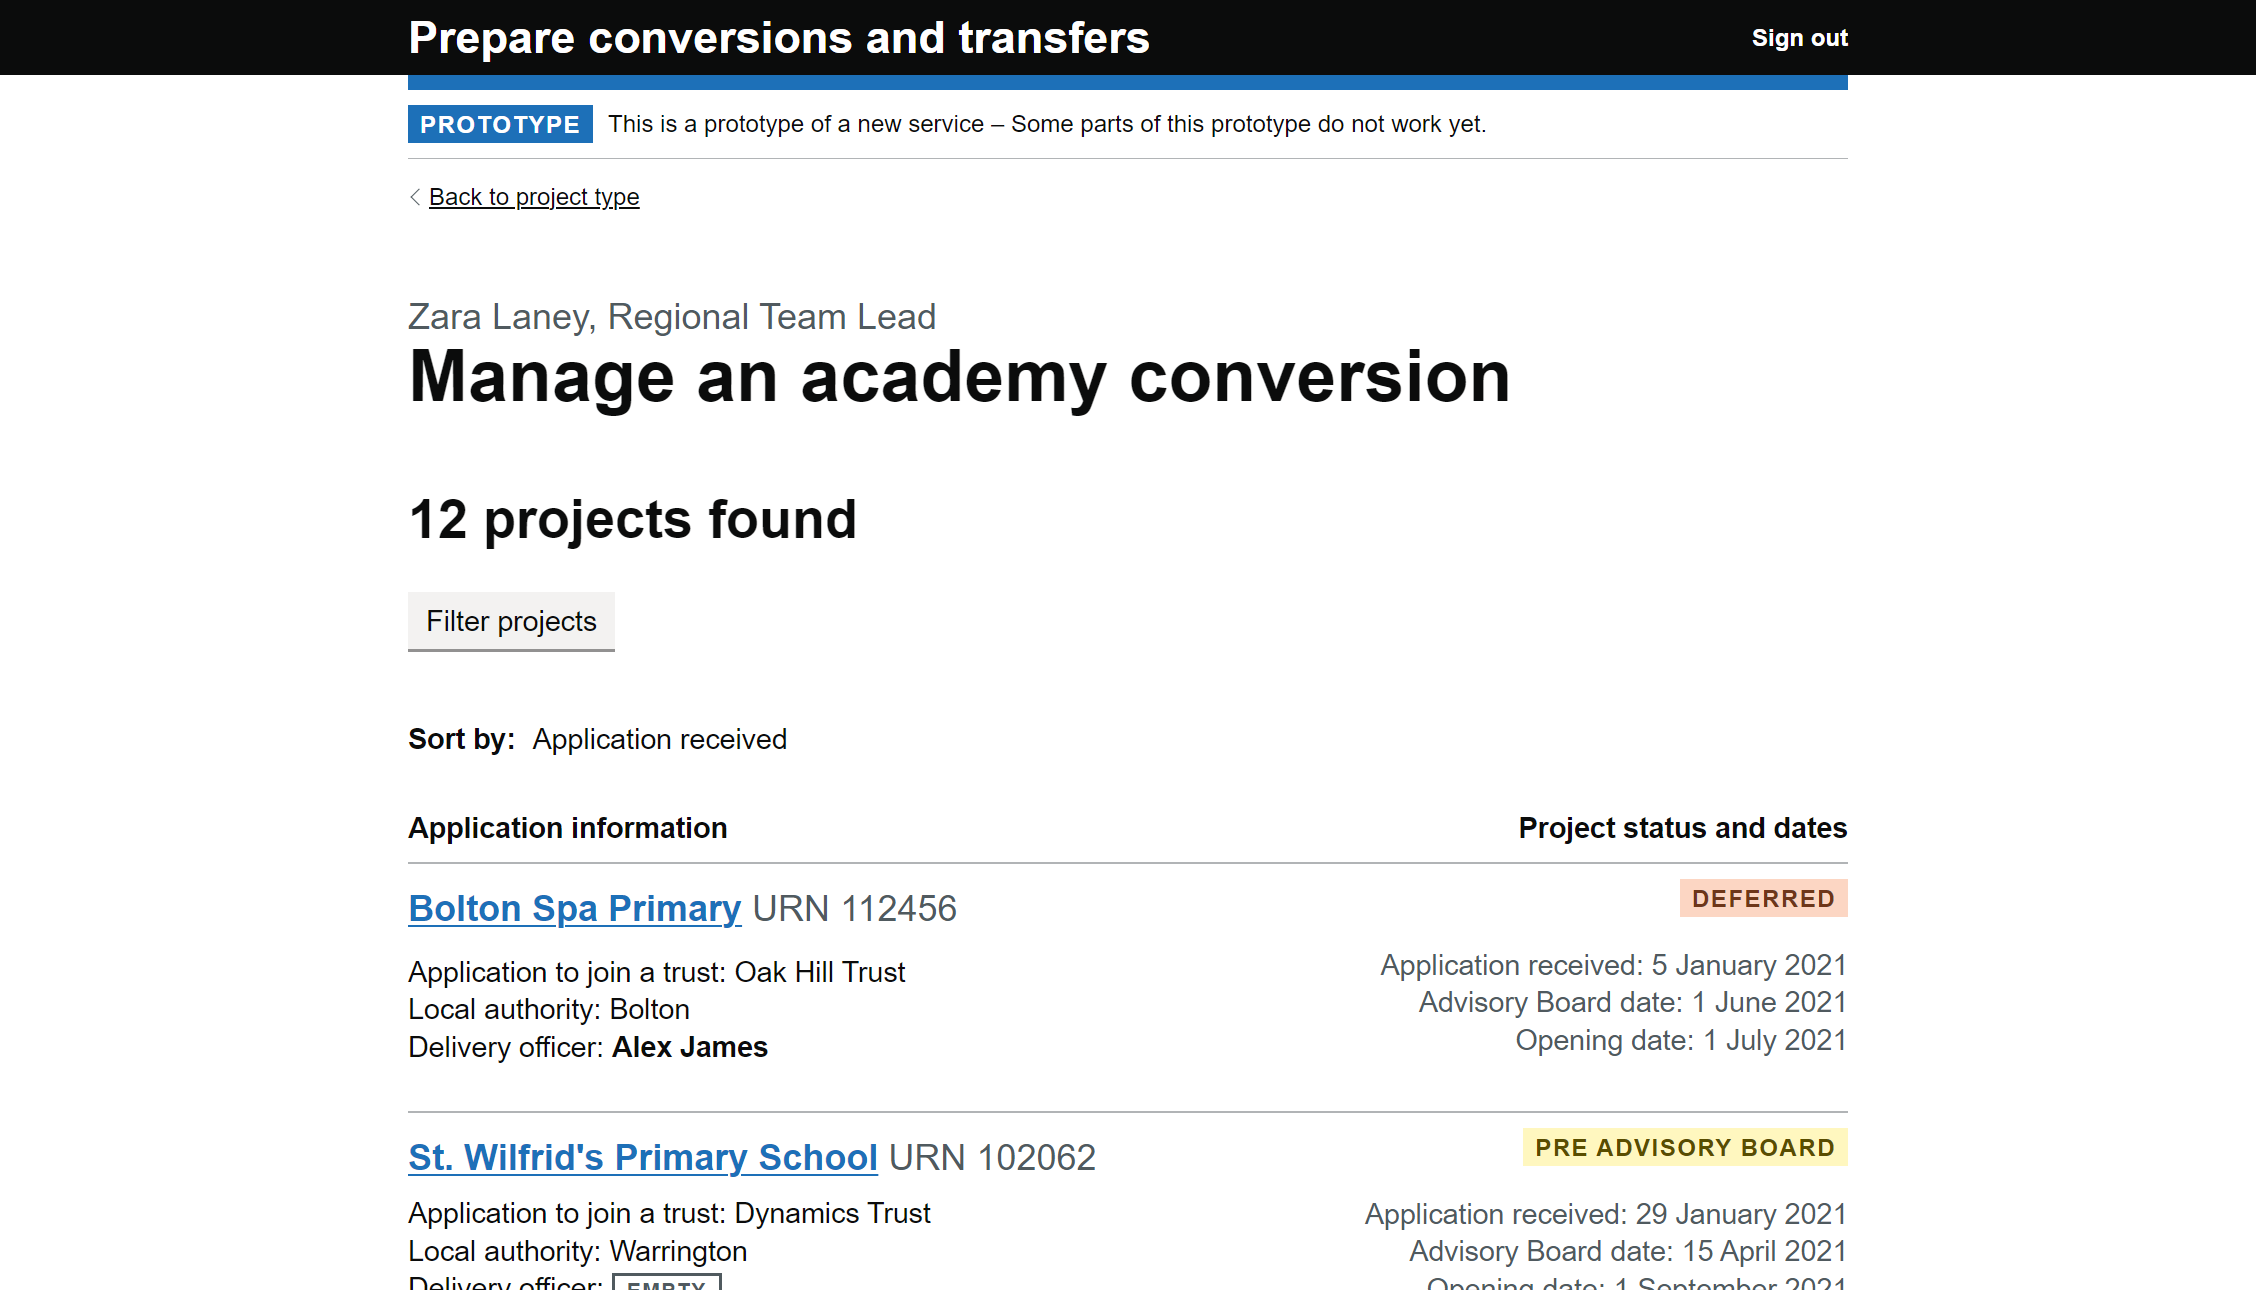 Prepare conversions and transfers
Sign out
PROTOTYPE This is a prototype of a new service – Some parts of this prototype do not work yet.
Back to project type
Zara Laney, Regional Team Lead
Manage an academy conversion
12 projects found
Filter projects
Sort by: Application received
Application information
Project status and dates
Bolton Spa Primary URN 112456
DEFERRED
Application to join a trust: Oak Hill Trust
Local authority: Bolton
Delivery officer: Alex James
Application received: 5 January 2021
Advisory Board date: 1 June 2021
Opening date: 1 July 2021
St. Wilfrid's Primary School URN 102062
PRE ADVISORY BOARD
Application to join a trust: Dynamics Trust
Local authority: Warrington
Delivery officer: EMPTY
Application received: 29 January 2021
Advisory Board date: 15 April 2021
Opening date: 1 September 2021